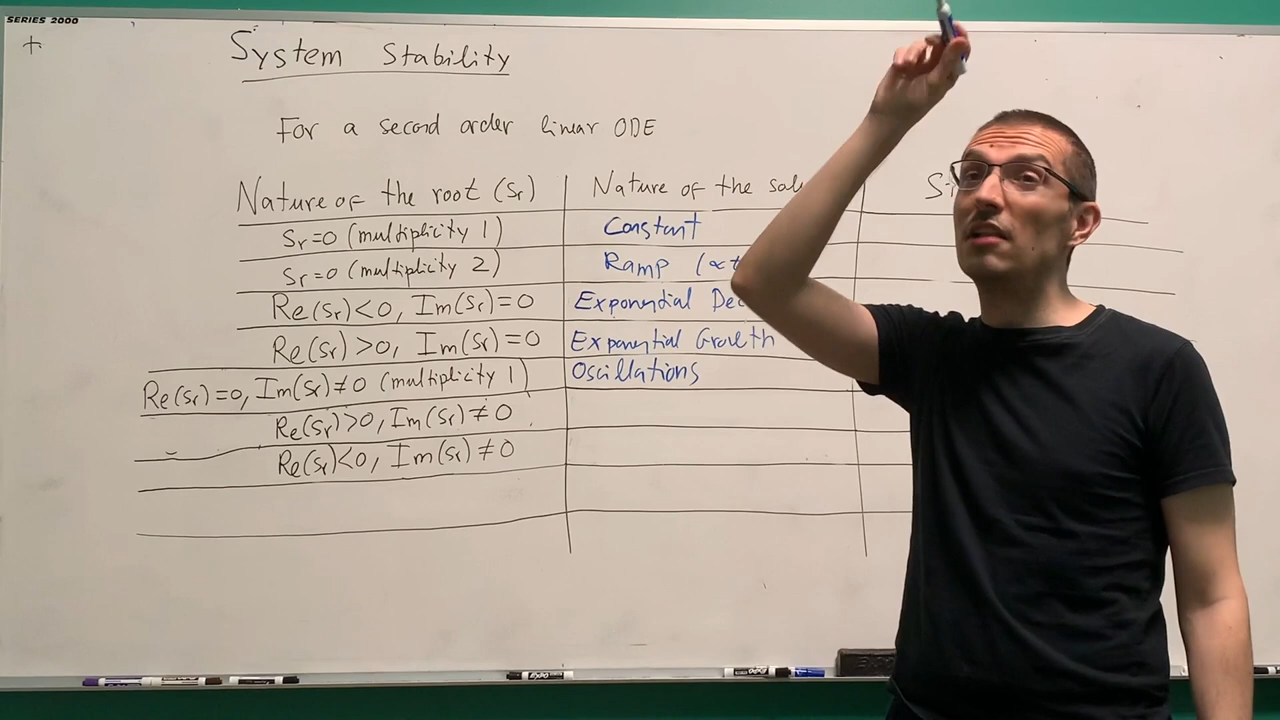 SERIES 2000
+
System Stability
For a second order linear ODE
Nature of the root (Sr) Nature of the
Sr=0 (multiplicity 1) Constant
Sr=0 (multiplicity 2) Ramp (∝t
Re(Sr)<0, Im(Sr)=0 Exponential
Re(Sr)>0, Im(Sr)=0 Exponential Growth
Re(Sr)=0, Im(Sr)≠0 (multiplicity 1) Oscillations
Re(Sr)>0, Im(Sr)≠0
Re(Sr)<0, Im(Sr)≠0
EXPO